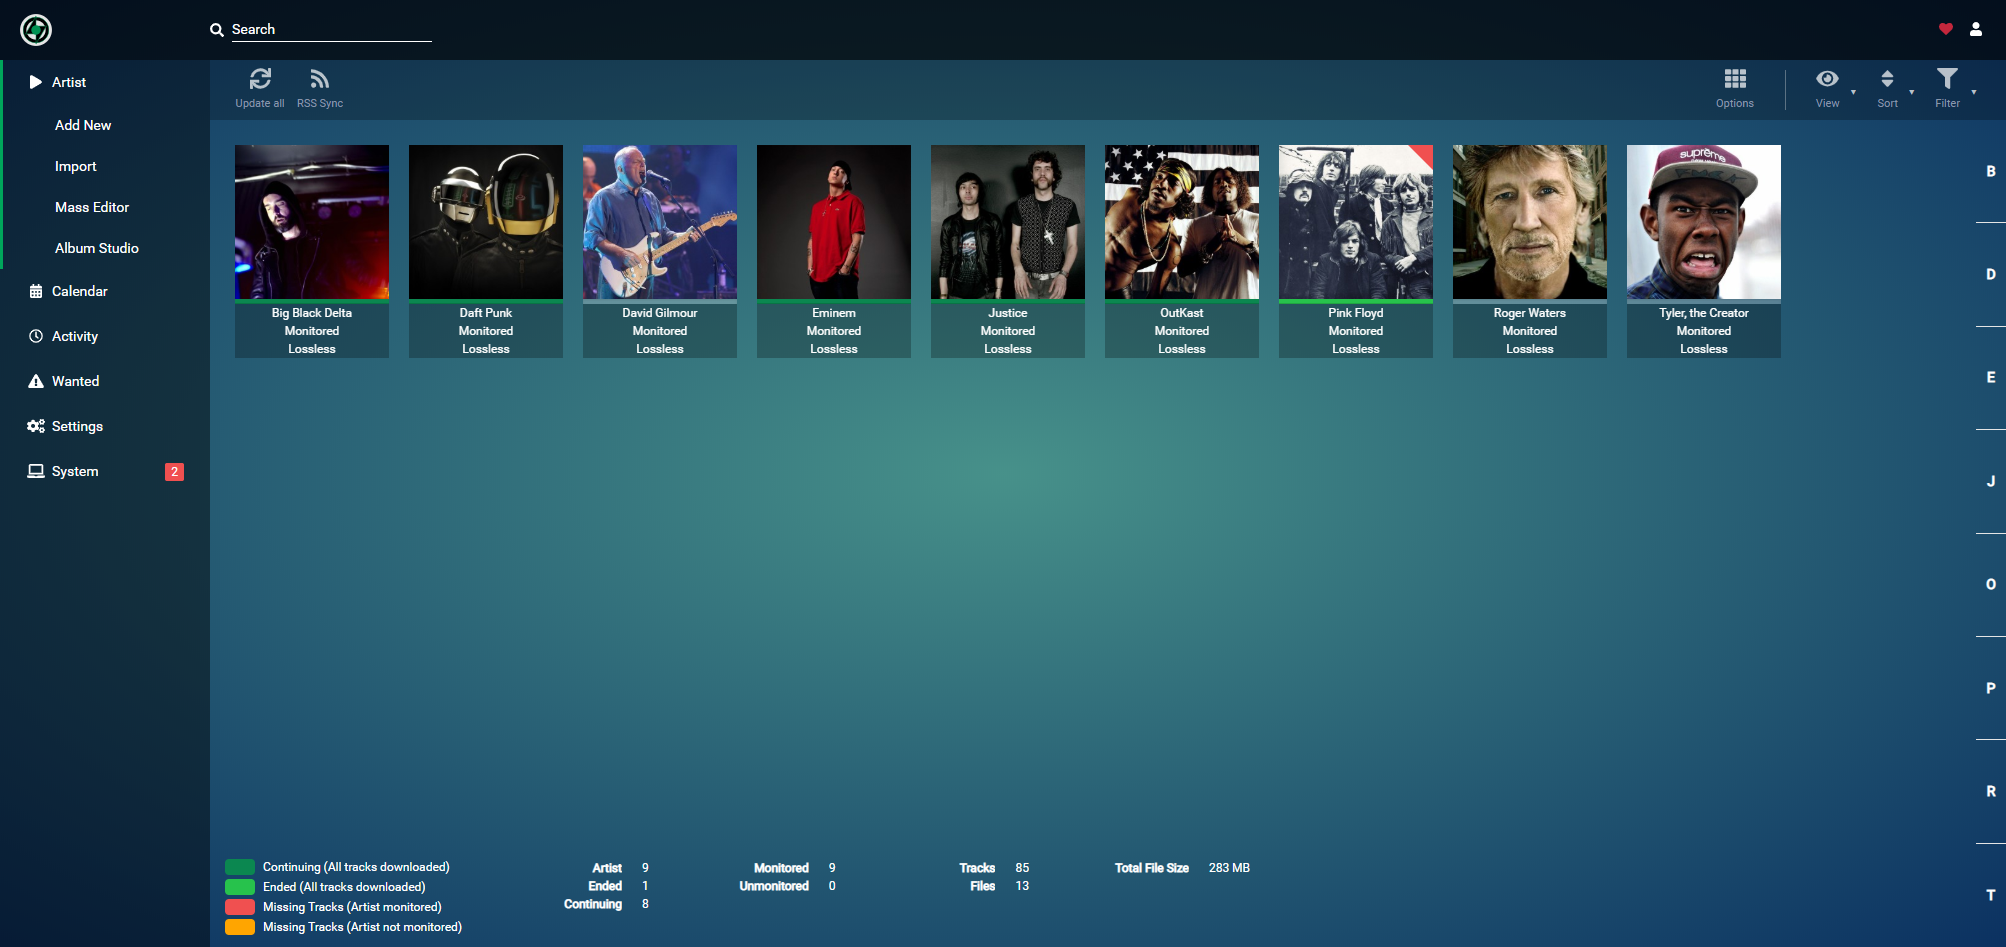 Search
Artist
Add New
Import
Mass Editor
Album Studio
Calendar
Activity
Wanted
Settings
System 2
Update all
RSS Sync
Options
View
Sort
Filter
suprême
Big Black Delta
Monitored
Lossless
Daft Punk
Monitored
Lossless
David Gilmour
Monitored
Lossless
Eminem
Monitored
Lossless
Justice
Monitored
Lossless
OutKast
Monitored
Lossless
Pink Floyd
Monitored
Lossless
Roger Waters
Monitored
Lossless
Tyler, the Creator
Monitored
Lossless
B
D
E
J
O
P
R
T
Continuing (All tracks downloaded)
Ended (All tracks downloaded)
Missing Tracks (Artist monitored)
Missing Tracks (Artist not monitored)
Artist 9
Ended 1
Continuing 8
Monitored 9
Unmonitored 0
Tracks 85
Files 13
Total File Size 283 MB